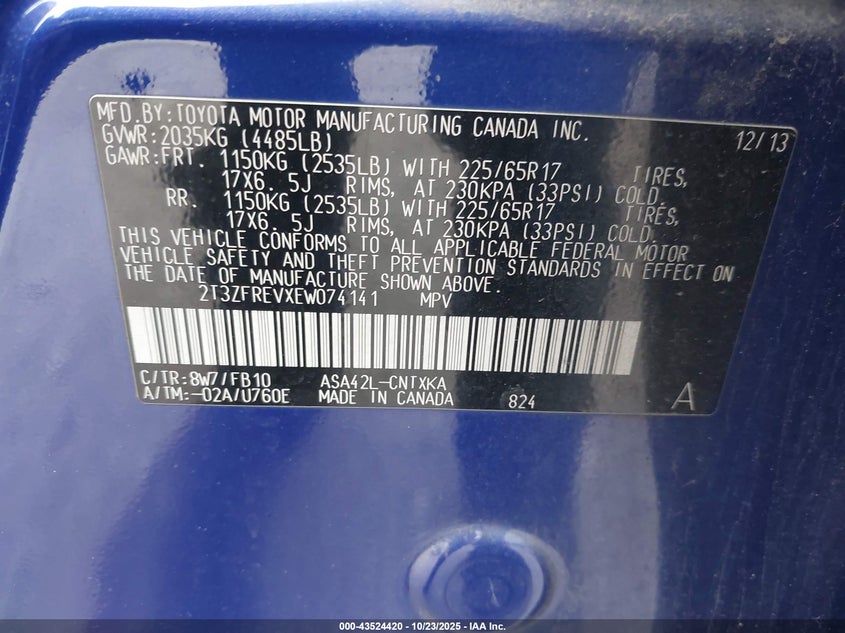 MFD.BY:TOYOTA MOTOR MANUFACTURING CANADA INC. 12/13
GVWR:2035KG (4485LB)
GAWR:FRT. 1150KG (2535LB) WITH 225/65R17 TIRES,
17X6. 5J RIMS, AT 230KPA (33PSI) COLD,
RR. 1150KG (2535LB) WITH 225/65R17 TIRES,
17X6. 5J RIMS, AT 230KPA (33PSI) COLD
THIS VEHICLE CONFORMS TO ALL APPLICABLE FEDERAL MOTOR
VEHICLE SAFETY AND THEFT PREVENTION STANDARDS IN EFFECT ON
THE DATE OF MANUFACTURE SHOWN ABOVE.
2T3ZFREVXEW074141 MPV
C/TR:8W7/FB10 ASA42L-CNTXKA
A/TM:-02A/U760E MADE IN CANADA 824 A
000-43524420 - 10/23/2025 - IAA Inc.